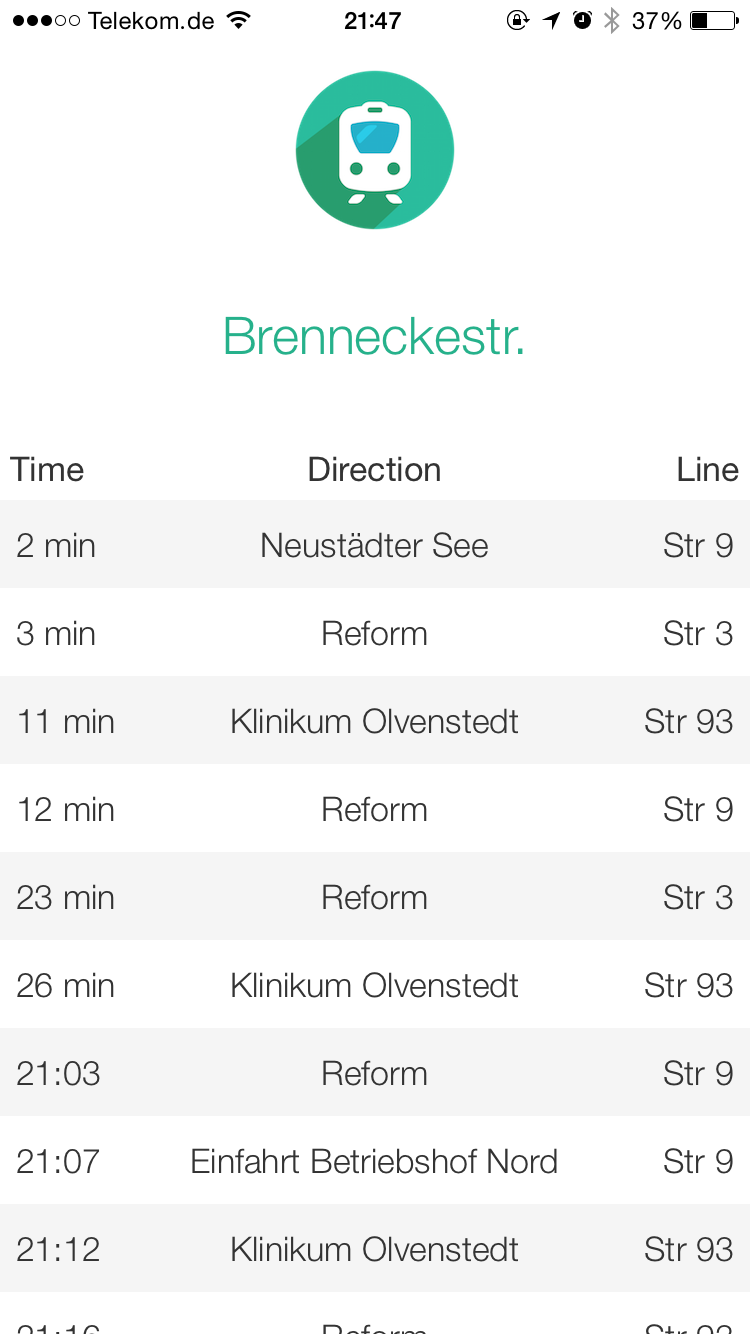 Telekom.de 21:47 37%
Brenneckestr.
Time Direction Line
2 min Neustädter See Str 9
3 min Reform Str 3
11 min Klinikum Olvenstedt Str 93
12 min Reform Str 9
23 min Reform Str 3
26 min Klinikum Olvenstedt Str 93
21:03 Reform Str 9
21:07 Einfahrt Betriebshof Nord Str 9
21:12 Klinikum Olvenstedt Str 93
Reform